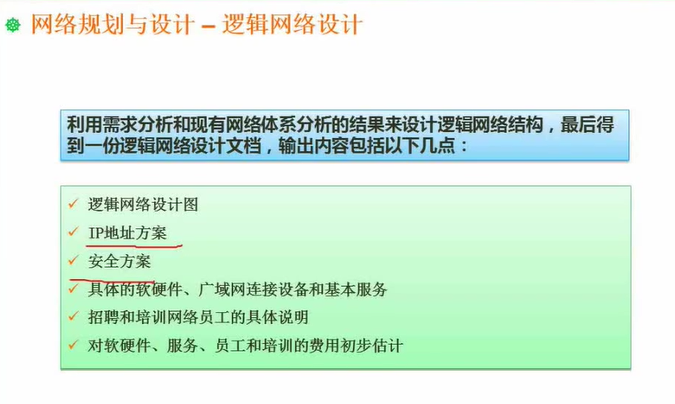 网络规划与设计 – 逻辑网络设计
利用需求分析和现有网络体系分析的结果来设计逻辑网络结构，最后得
到一份逻辑网络设计文档，输出内容包括以下几点：
逻辑网络设计图
IP地址方案
安全方案
具体的软硬件、广域网连接设备和基本服务
招聘和培训网络员工的具体说明
对软硬件、服务、员工和培训的费用初步估计